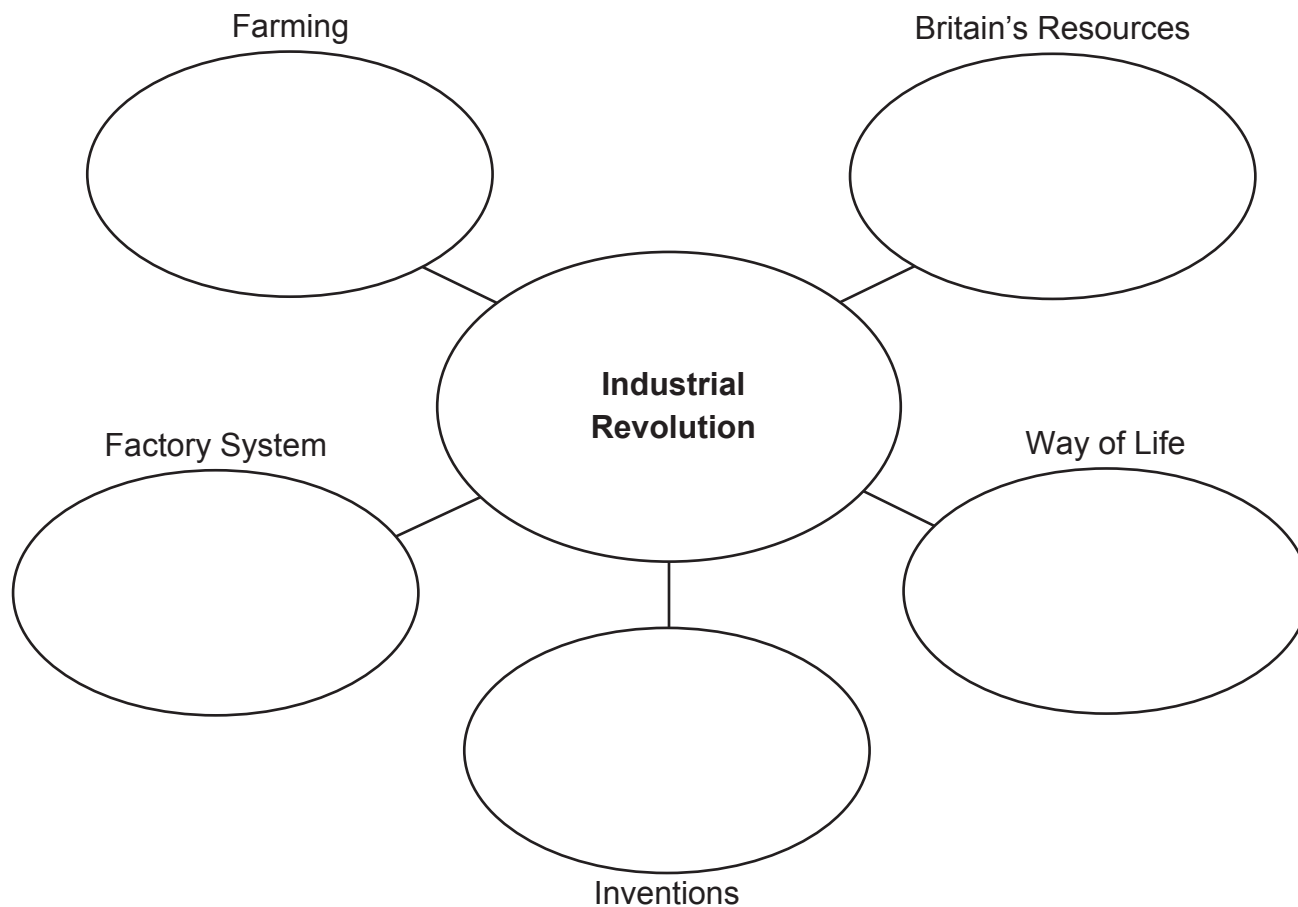 Farming
Britain’s Resources
Industrial
Revolution
Factory System
Way of Life
Inventions